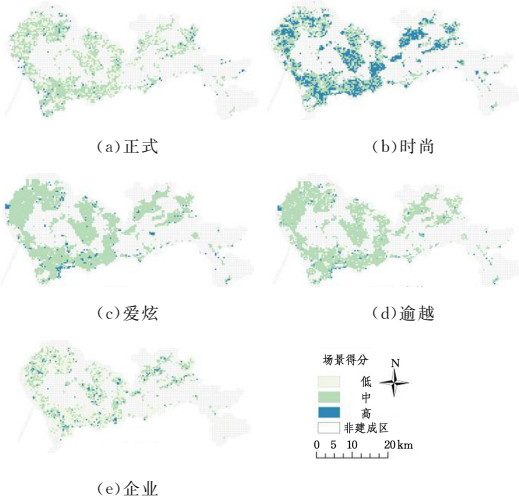 (a)正式
(b)时尚
(c)爱炫
(d)逾越
(e)企业
场景得分
N
低
中
高
非建成区
0 5 10 20 km